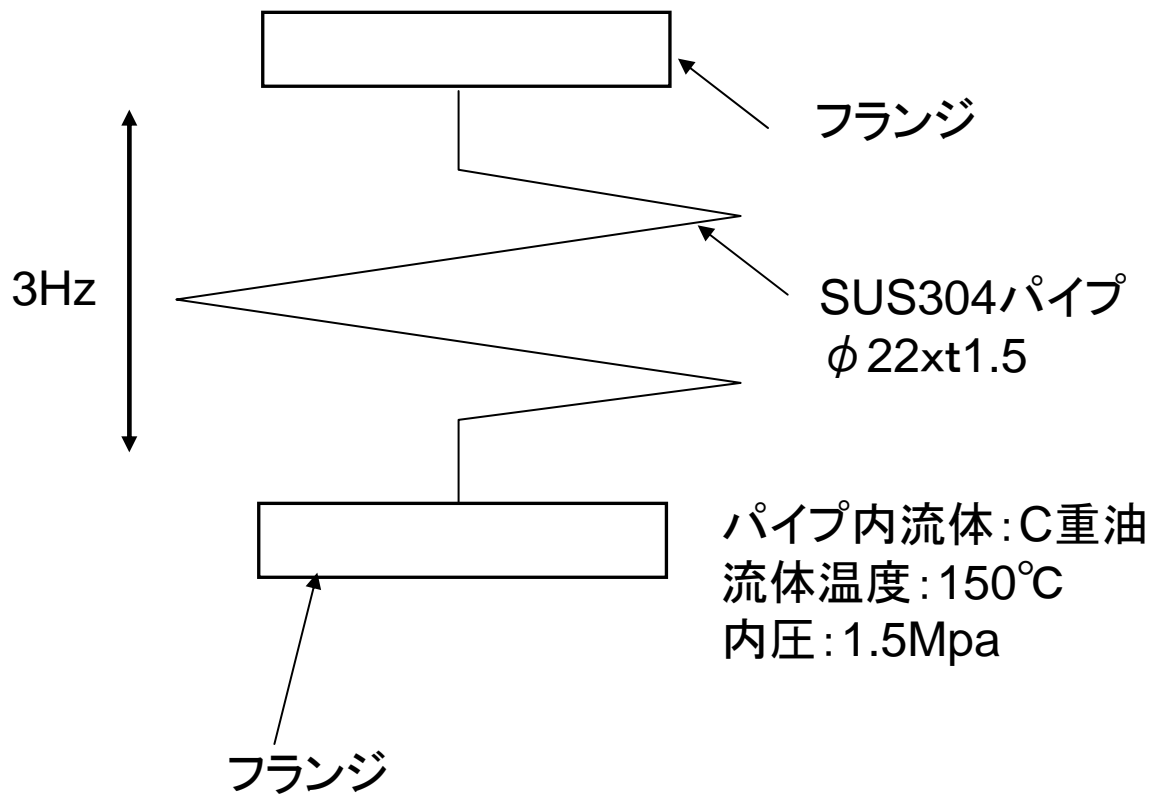 フランジ
3Hz
SUS304パイプ
φ22xt1.5
パイプ内流体：C重油
流体温度：150℃
内圧：1.5Mpa
フランジ